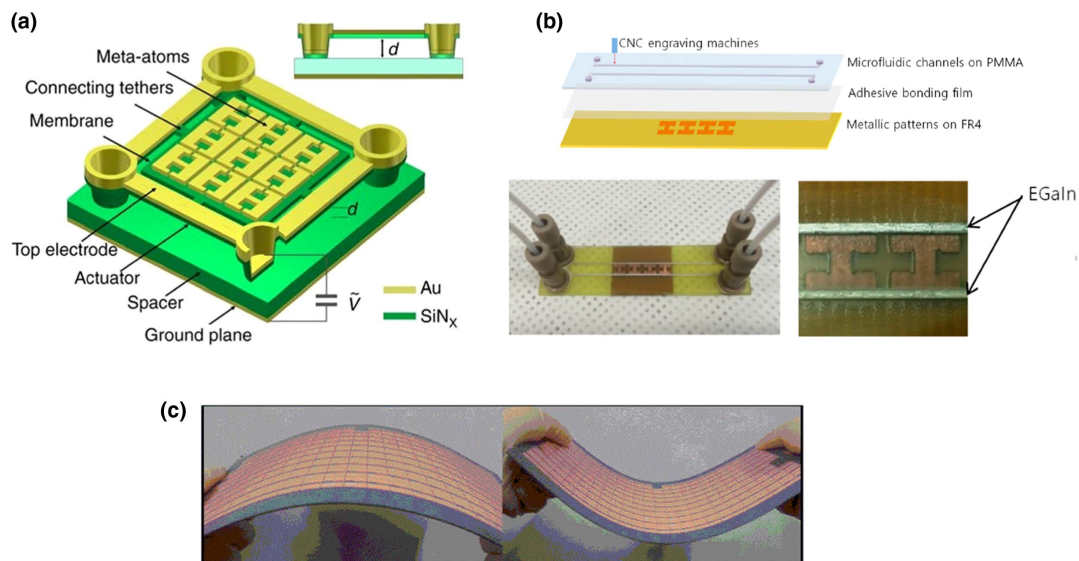 (a)
d
Meta-atoms
Connecting tethers
Membrane
d
Top electrode
Actuator
Spacer
Ground plane
Ṽ
Au
SiNX
(b)
CNC engraving machines
Microfluidic channels on PMMA
Adhesive bonding film
Metallic patterns on FR4
EGaIn
(c)